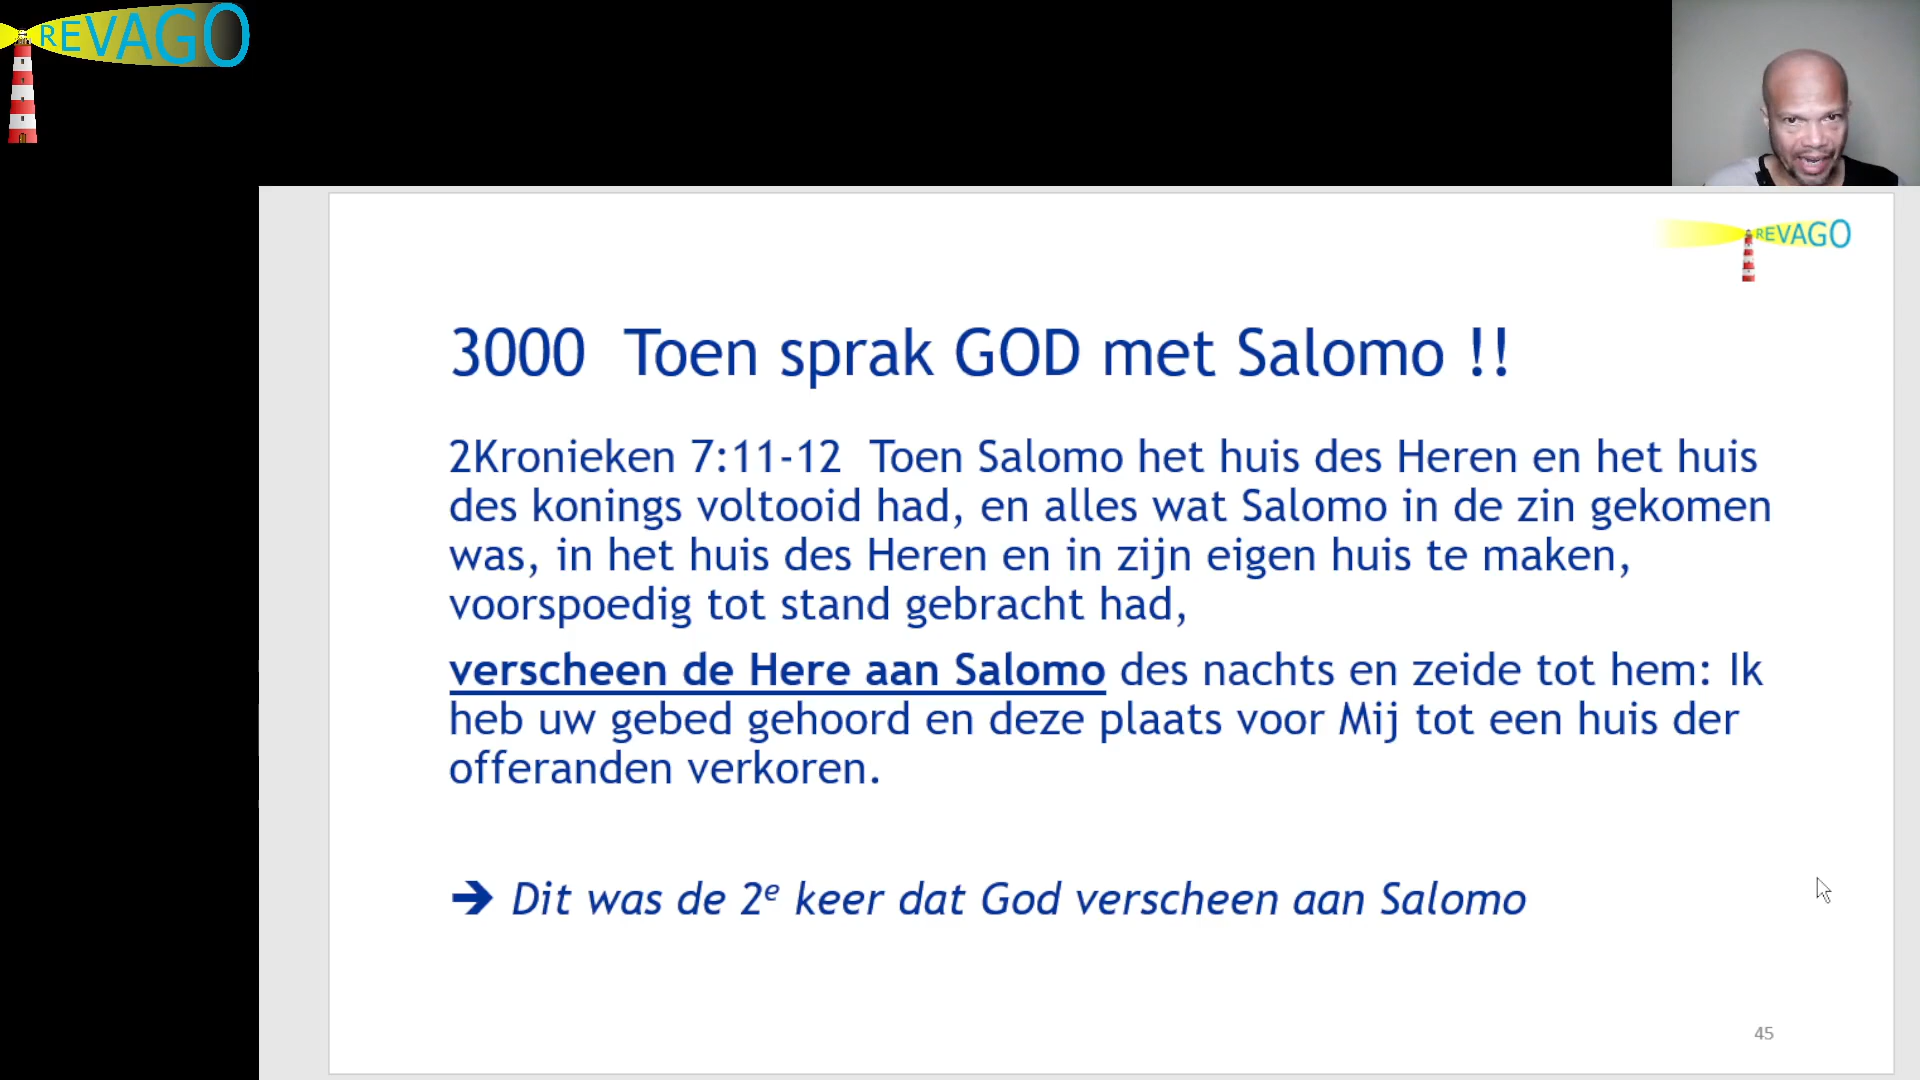 REVAGO
REVAGO
3000 Toen sprak GOD met Salomo !!
2Kronieken 7:11-12 Toen Salomo het huis des Heren en het huis
des konings voltooid had, en alles wat Salomo in de zin gekomen
was, in het huis des Heren en in zijn eigen huis te maken,
voorspoedig tot stand gebracht had,
verscheen de Here aan Salomo des nachts en zeide tot hem: Ik
heb uw gebed gehoord en deze plaats voor Mij tot een huis der
offeranden verkoren.
➔ Dit was de 2e keer dat God verscheen aan Salomo
45